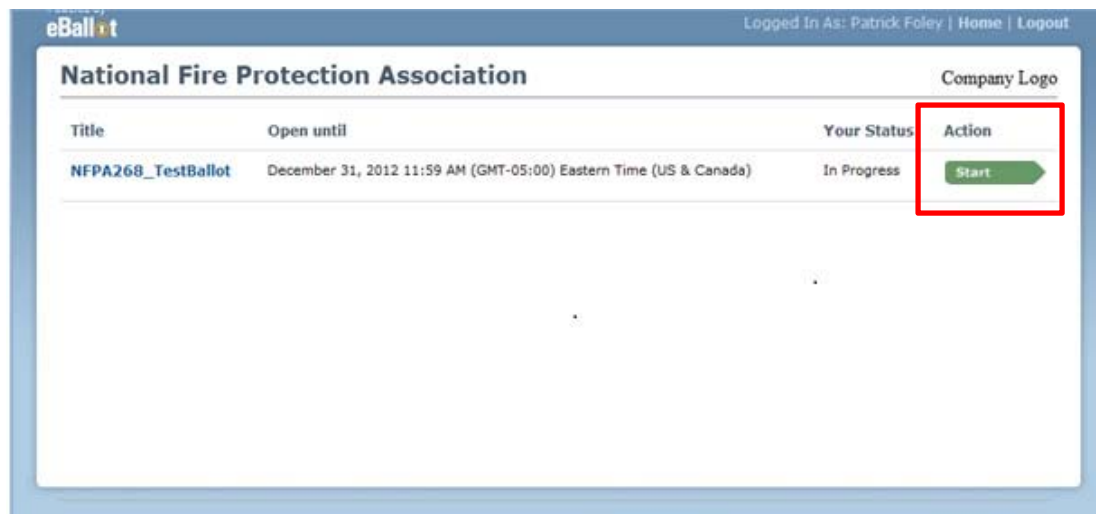 eBallot
Logged In As: Patrick Foley | Home | Logout
National Fire Protection Association
Company Logo
Title Open until Your Status Action
NFPA268_TestBallot December 31, 2012 11:59 AM (GMT-05:00) Eastern Time (US & Canada) In Progress Start